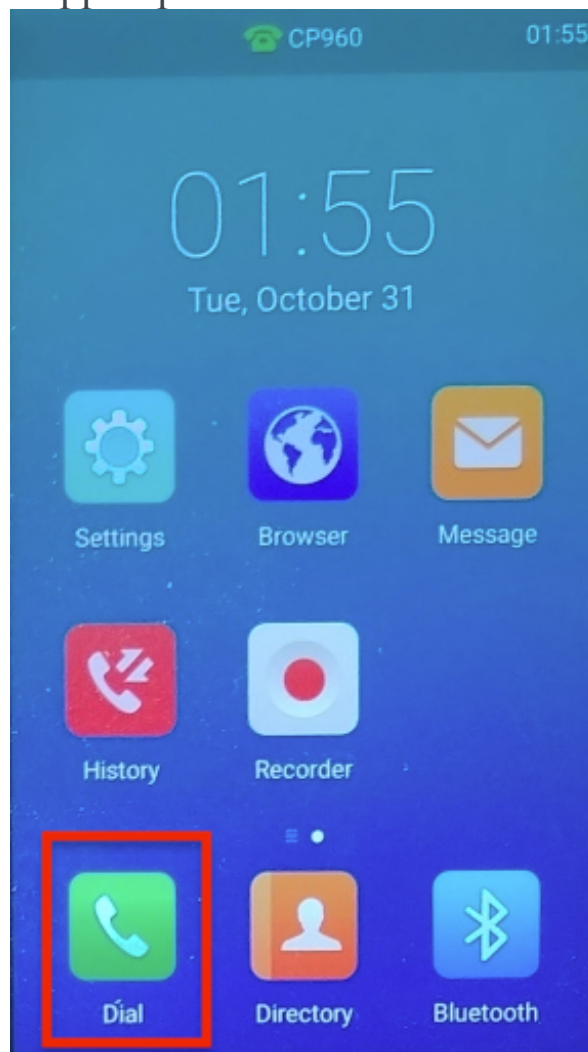 CP960 01:55
01:55
Tue, October 31
Settings Browser Message
History Recorder
Dial Directory Bluetooth